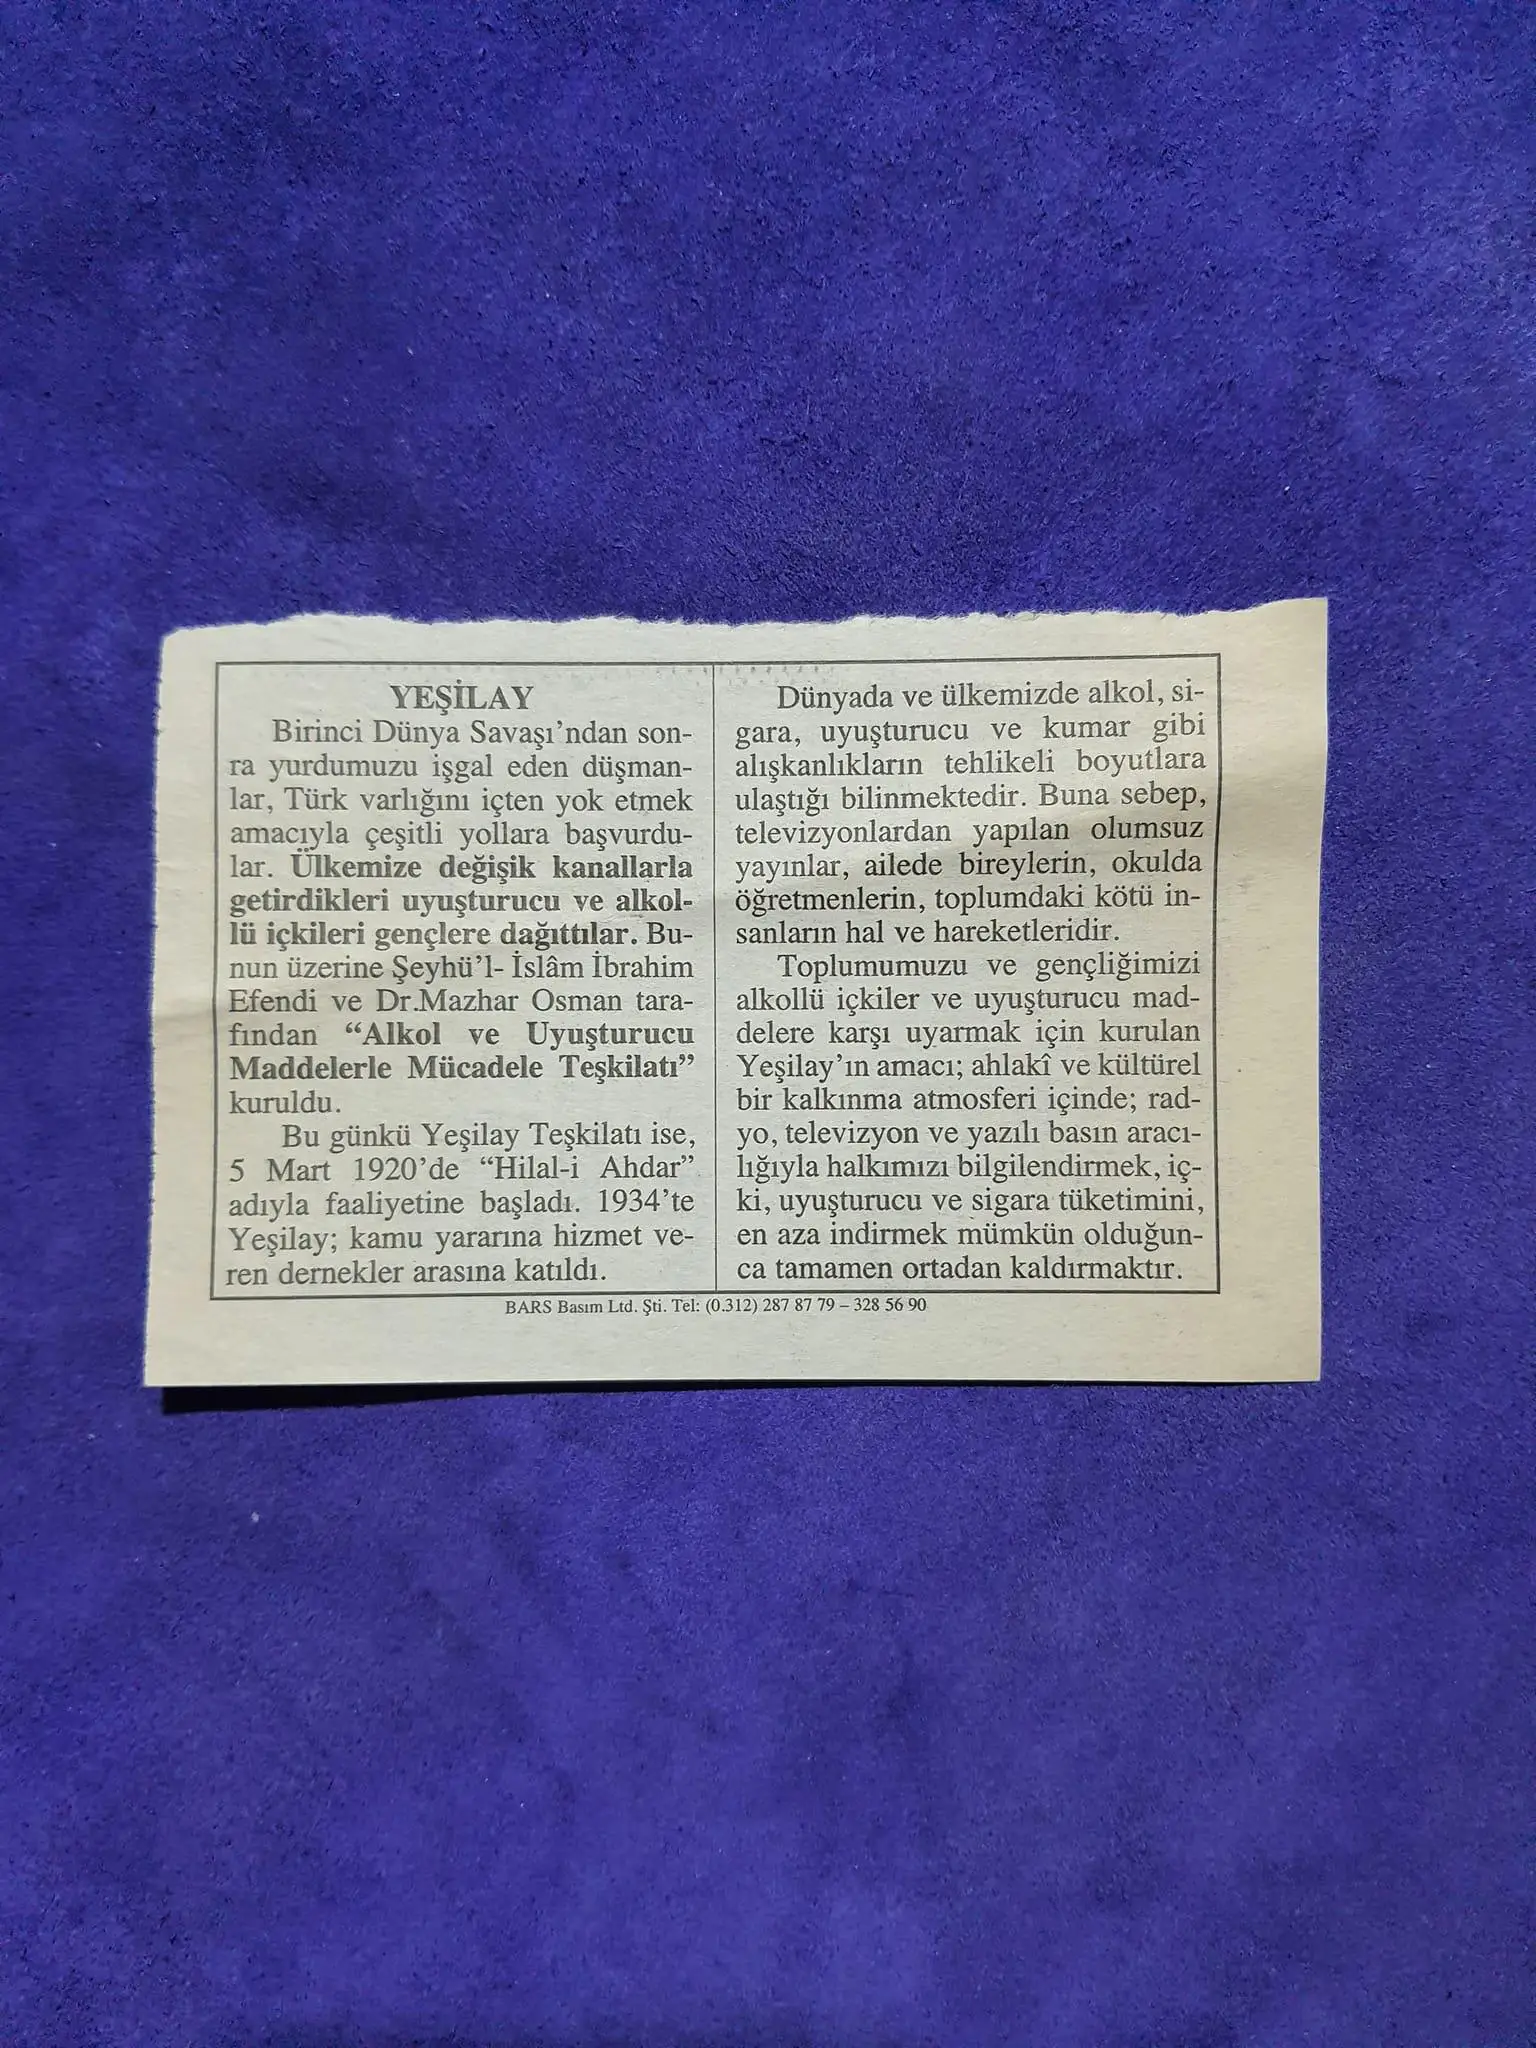 YEŞİLAY
Birinci Dünya Savaşı'ndan son-
ra yurdumuzu işgal eden düşman-
lar, Türk varlığını içten yok etmek
amacıyla çeşitli yollara başvurdu-
lar. Ülkemize değişik kanallarla
getirdikleri uyuşturucu ve alkol-
lü içkileri gençlere dağıttılar. Bu-
nun üzerine Şeyhü'l- İslâm İbrahim
Efendi ve Dr.Mazhar Osman tara-
fından “Alkol ve Uyuşturucu
Maddelerle Mücadele Teşkilatı”
kuruldu.
Bu günkü Yeşilay Teşkilatı ise,
5 Mart 1920'de “Hilal-i Ahdar”
adıyla faaliyetine başladı. 1934'te
Yeşilay; kamu yararına hizmet ve-
ren dernekler arasına katıldı.
Dünyada ve ülkemizde alkol, si-
gara, uyuşturucu ve kumar gibi
alışkanlıkların tehlikeli boyutlara
ulaştığı bilinmektedir. Buna sebep,
televizyonlardan yapılan olumsuz
yayınlar, ailede bireylerin, okulda
öğretmenlerin, toplumdaki kötü in-
sanların hal ve hareketleridir.
Toplumumuzu ve gençliğimizi
alkollü içkiler ve uyuşturucu mad-
delere karşı uyarmak için kurulan
Yeşilay'ın amacı; ahlakî ve kültürel
bir kalkınma atmosferi içinde; rad-
yo, televizyon ve yazılı basın aracı-
lığıyla halkımızı bilgilendirmek, iç-
ki, uyuşturucu ve sigara tüketimini,
en aza indirmek mümkün olduğun-
ca tamamen ortadan kaldırmaktır.
BARS Basım Ltd. Şti. Tel: (0.312) 287 87 79 – 328 56 90